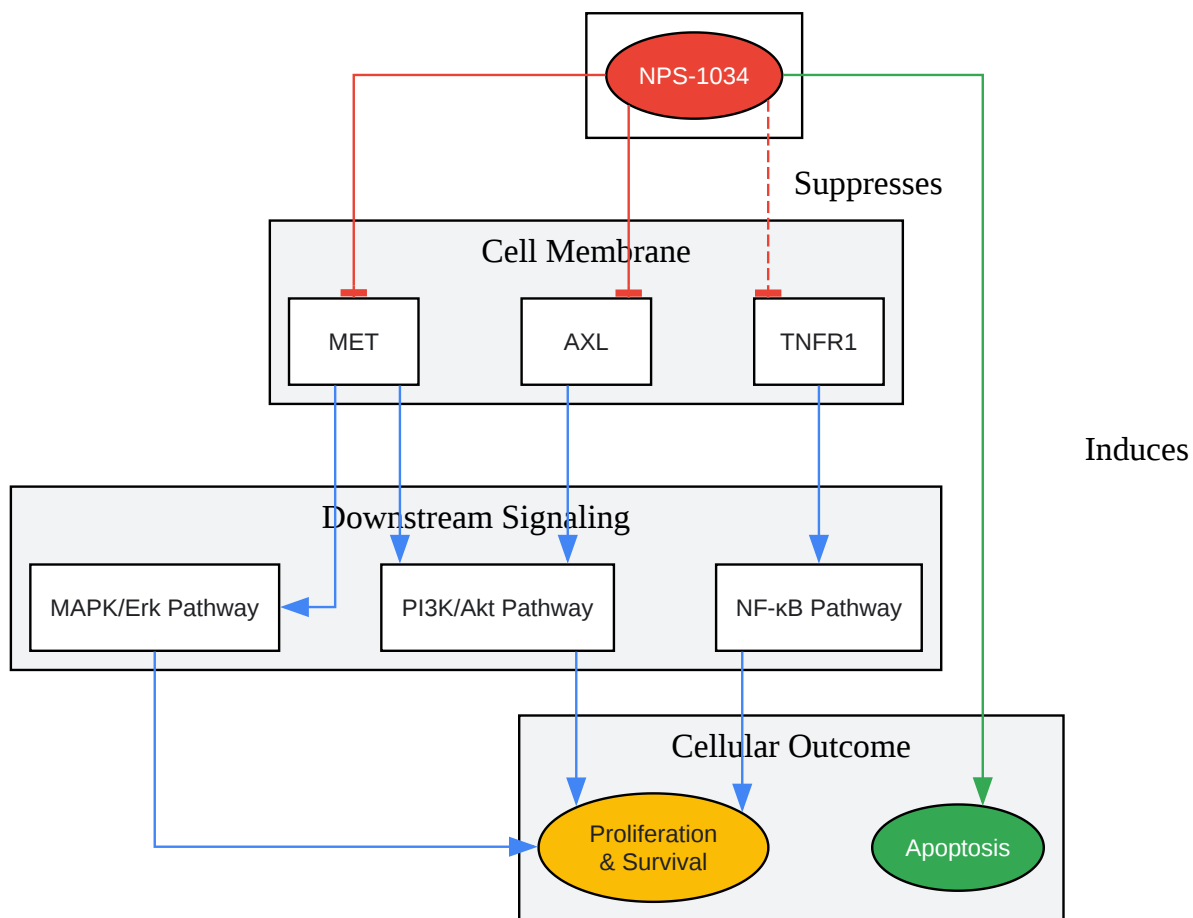 NPS-1034
Suppresses
Cell Membrane
MET
AXL
TNFR1
Induces
Downstream Signaling
MAPK/Erk Pathway
PI3K/Akt Pathway
NF-κB Pathway
Cellular Outcome
Proliferation
& Survival
Apoptosis